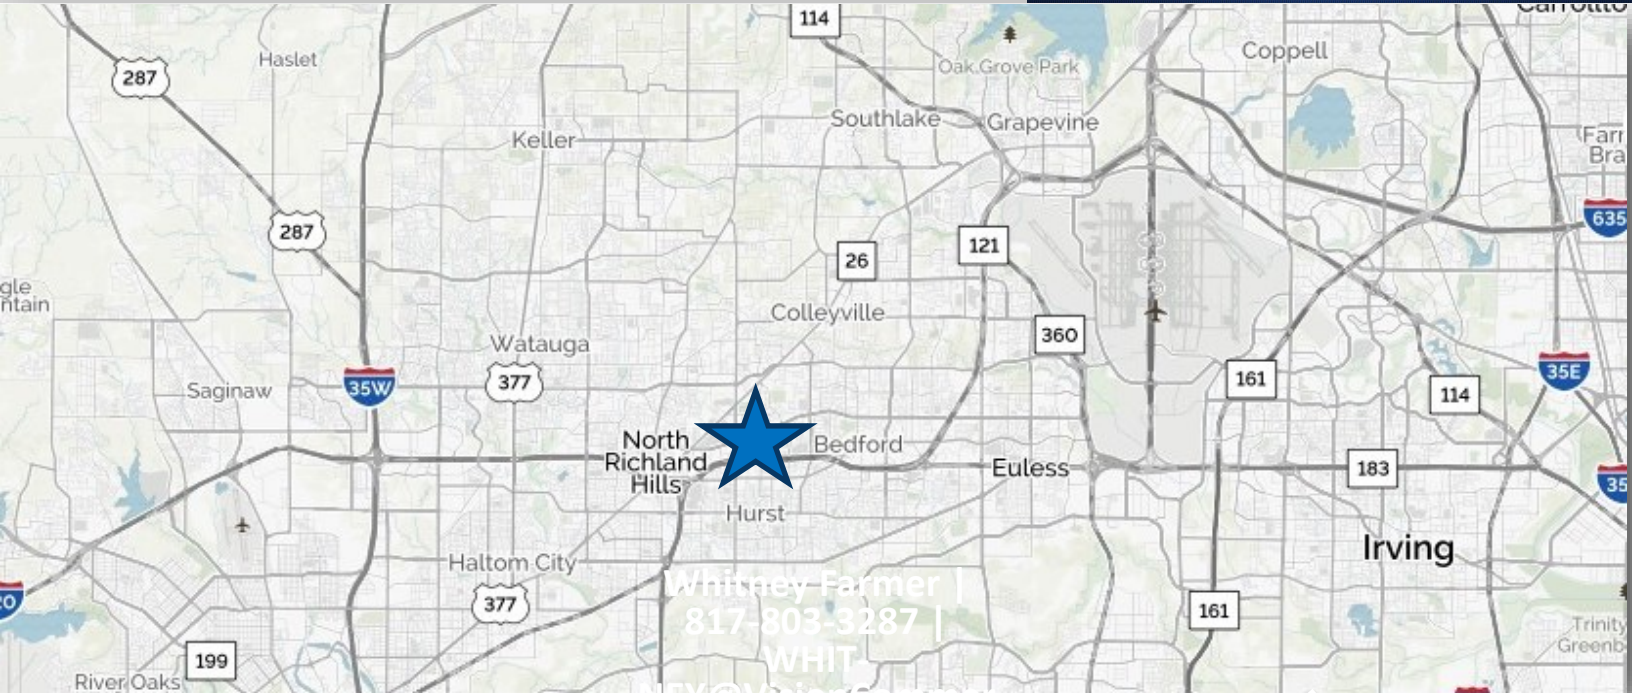 Carrollto
114
Coppell
Haslet
287
Oak Grove Park
Southlake
Grapevine
Keller
Farr
Bra
635
287
121
26
gle
ntain
Colleyville
360
Watauga
35W
377
161
35E
Saginaw
114
North
Richland
Hills
Bedford
Euless
183
35
Hurst
Irving
Haltom City
Whitney Farmer |
20
377
817-803-3287 |
161
Trinity
Greenb
199
WHIT-
River Oaks
NEY@VisionCommer